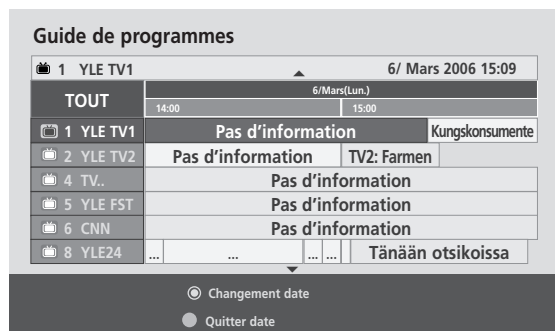 Guide de programmes
1 YLE TV1 6/ Mars 2006 15:09
TOUT 6/Mars(Lun.)
14:00 15:00
1 YLE TV1 Pas d’information Kungskonsumente
2 YLE TV2 Pas d’information TV2: Farmen
4 TV.. Pas d’information
5 YLE FST Pas d’information
6 CNN Pas d’information
8 YLE24 ... ... ... ... Tänään otsikoissa
Changement date
Quitter date